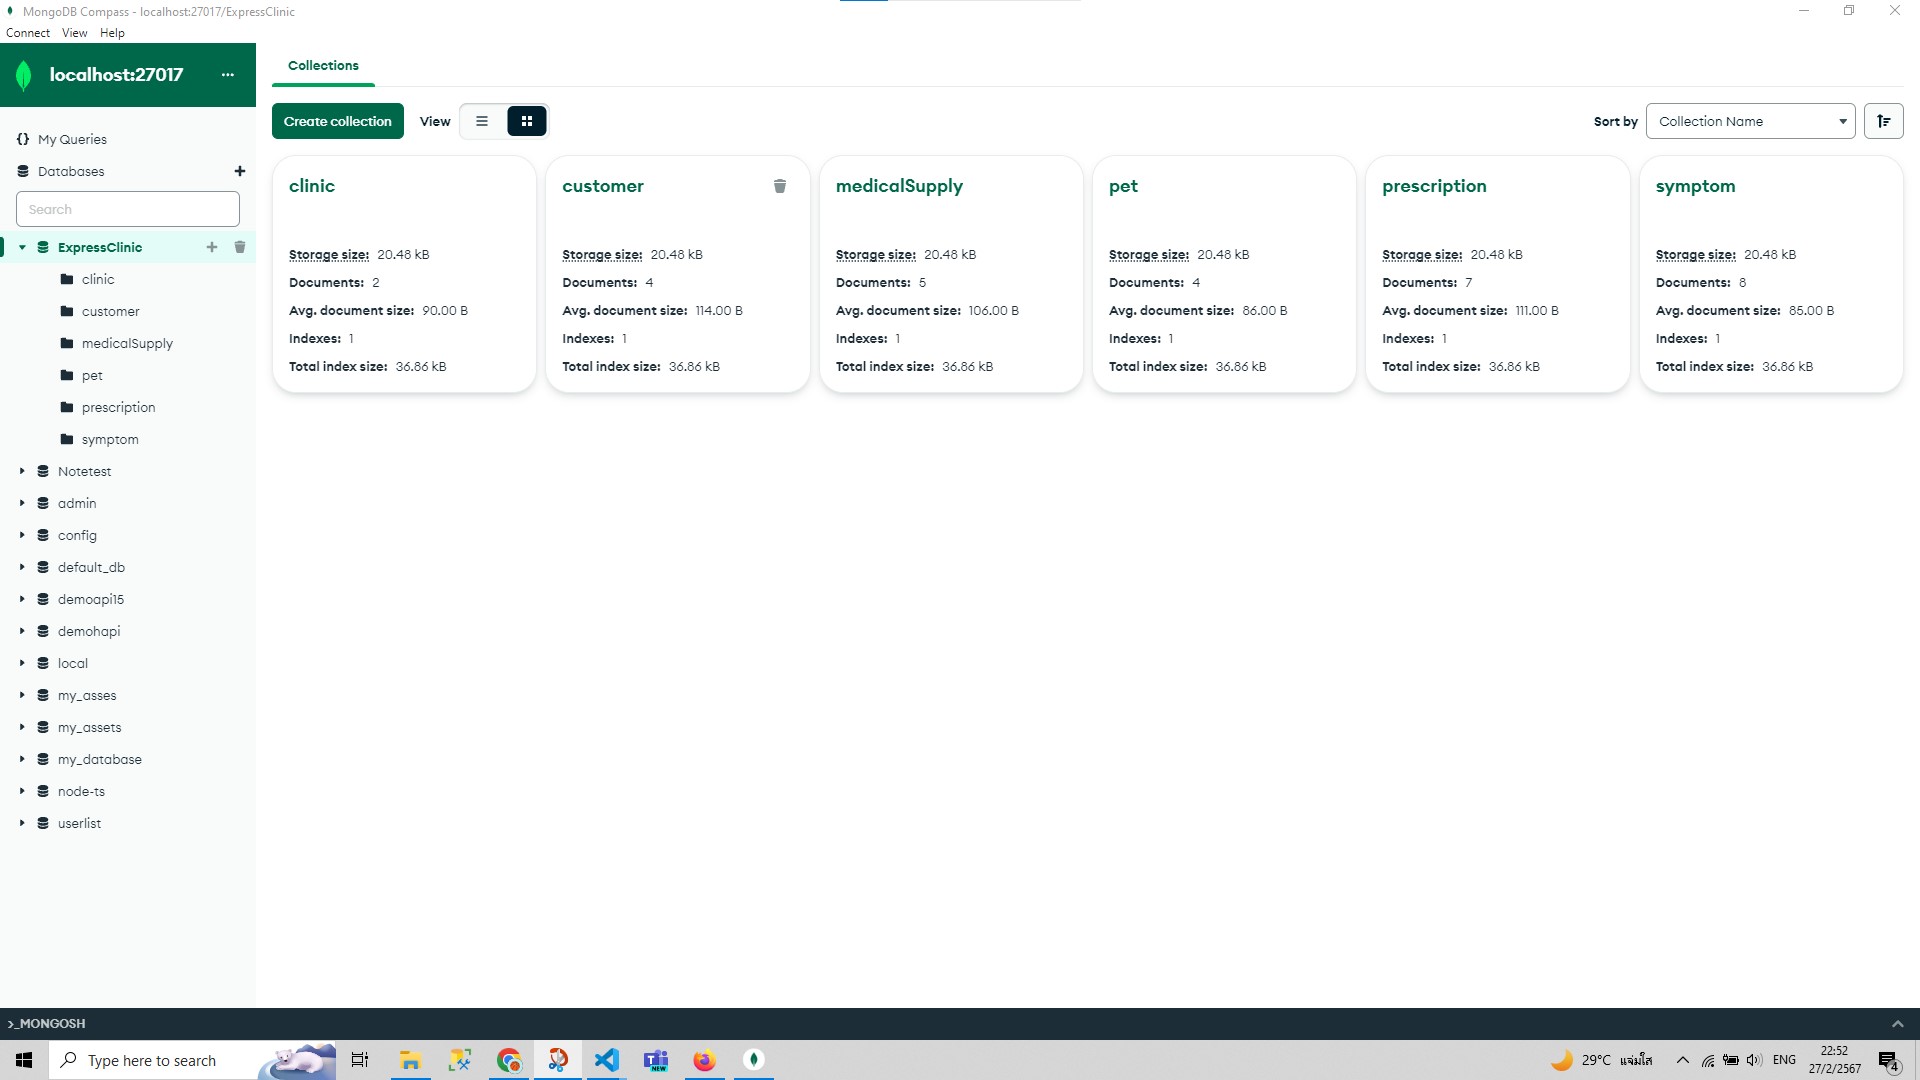 MongoDB Compass - localhost:27017/ExpressClinic
Connect View Help
localhost:27017 ...
{} My Queries
Databases +
Search
ExpressClinic +
clinic
customer
medicalSupply
pet
prescription
symptom
Notetest
admin
config
default_db
demoapi15
demohapi
local
my_asses
my_assets
my_database
node-ts
userlist
Collections
Create collection View
Sort by Collection Name
clinic
Storage size: 20.48 kB
Documents: 2
Avg. document size: 90.00 B
Indexes: 1
Total index size: 36.86 kB
customer
Storage size: 20.48 kB
Documents: 4
Avg. document size: 114.00 B
Indexes: 1
Total index size: 36.86 kB
medicalSupply
Storage size: 20.48 kB
Documents: 5
Avg. document size: 106.00 B
Indexes: 1
Total index size: 36.86 kB
pet
Storage size: 20.48 kB
Documents: 4
Avg. document size: 86.00 B
Indexes: 1
Total index size: 36.86 kB
prescription
Storage size: 20.48 kB
Documents: 7
Avg. document size: 111.00 B
Indexes: 1
Total index size: 36.86 kB
symptom
Storage size: 20.48 kB
Documents: 8
Avg. document size: 85.00 B
Indexes: 1
Total index size: 36.86 kB
>_MONGOSH
Type here to search
NEW
29°C แจ่มใส
ENG
22:52
27/2/2567
4